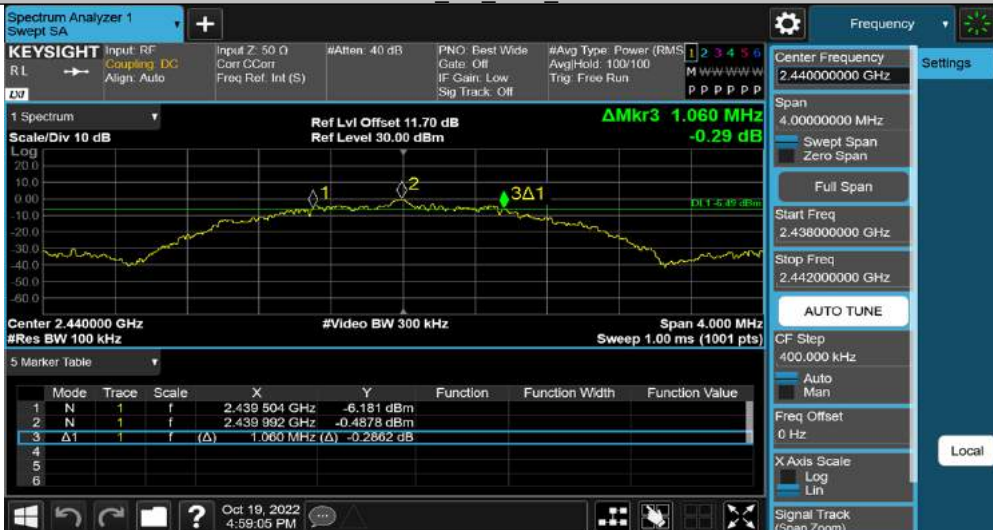 Spectrum Analyzer 1
Swept SA
+
Frequency
KEYSIGHT
RL
LXI
Input: RF
Coupling: DC
Align: Auto
Input Z: 50 Ω
Corr CCorr
Freq Ref: Int (S)
#Atten: 40 dB
PNO: Best Wide
Gate: Off
IF Gain: Low
Sig Track: Off
#Avg Type: Power (RMS
Avg|Hold: 100/100
Trig: Free Run
1 2 3 4 5 6
M W W W W W
P P P P P P
1 Spectrum
Scale/Div 10 dB
Ref Lvl Offset 11.70 dB
Ref Level 30.00 dBm
ΔMkr3 1.060 MHz
-0.29 dB
Log
20.0
10.0
0.00
-10.0
-20.0
-30.0
-40.0
-50.0
-60.0
1
2
3Δ1
DL1 -6.49 dBm
Center 2.440000 GHz
#Res BW 100 kHz
#Video BW 300 kHz
Span 4.000 MHz
Sweep 1.00 ms (1001 pts)
5 Marker Table
Mode Trace Scale X Y Function Function Width Function Value
1 N 1 f 2.439 504 GHz -6.181 dBm
2 N 1 f 2.439 992 GHz -0.4878 dBm
3 Δ1 1 f (Δ) 1.060 MHz (Δ) -0.2862 dB
4
5
6
?
Oct 19, 2022
4:59:05 PM
Center Frequency
2.440000000 GHz
Settings
Span
4.00000000 MHz
Swept Span
Zero Span
Full Span
Start Freq
2.438000000 GHz
Stop Freq
2.442000000 GHz
AUTO TUNE
CF Step
400.000 kHz
Auto
Man
Freq Offset
0 Hz
X Axis Scale
Log
Lin
Local
Signal Track
(Span Zoom)